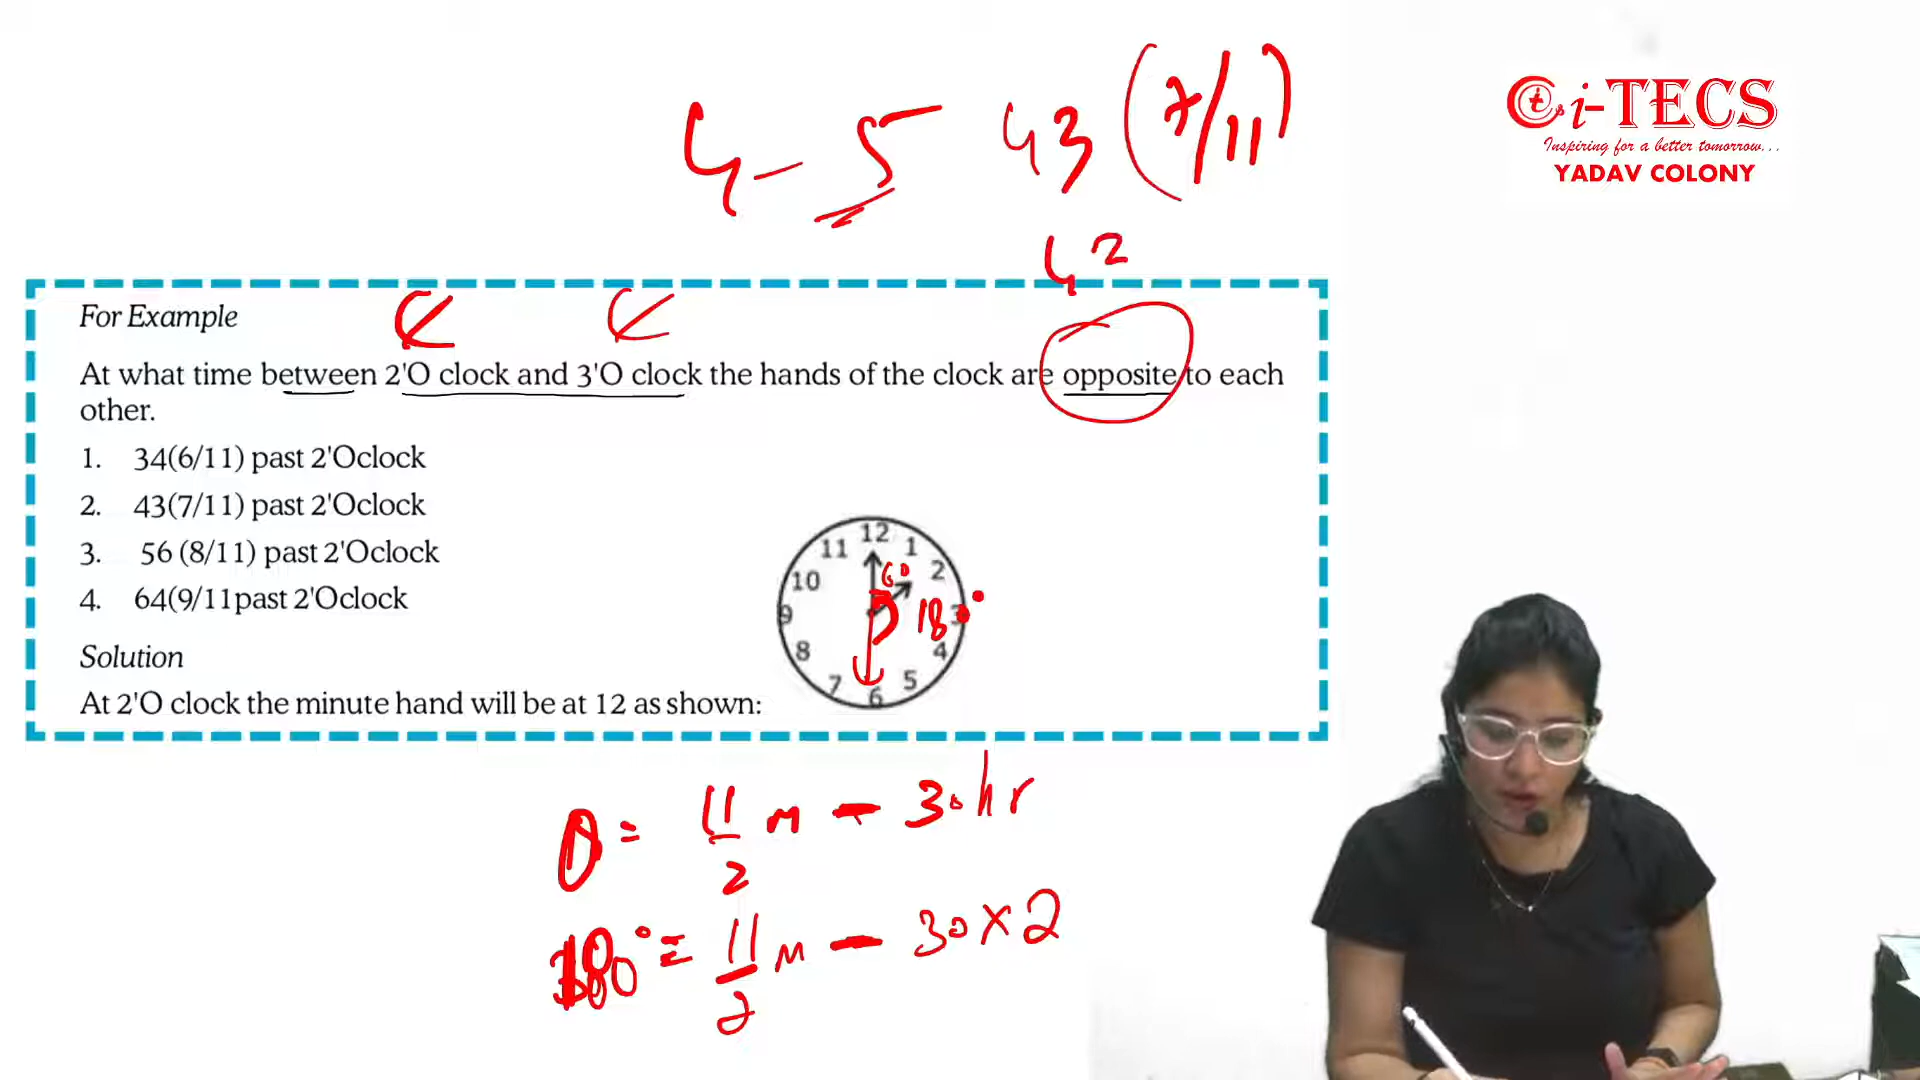 4 - 5 43 (7/11)
i-TECS
Inspiring for a better tomorrow...
YADAV COLONY
42
For Example
At what time between 2'O clock and 3'O clock the hands of the clock are opposite to each
other.
1. 34(6/11) past 2'Oclock
2. 43(7/11) past 2'Oclock
3. 56 (8/11) past 2'Oclock
4. 64(9/11past 2'Oclock
12
11 1
10 2
9 3
8 4
7 5
6
60
180°
Solution
At 2'O clock the minute hand will be at 12 as shown:
θ = 11/2 m - 30hr
180° = 11/2 m - 30×2